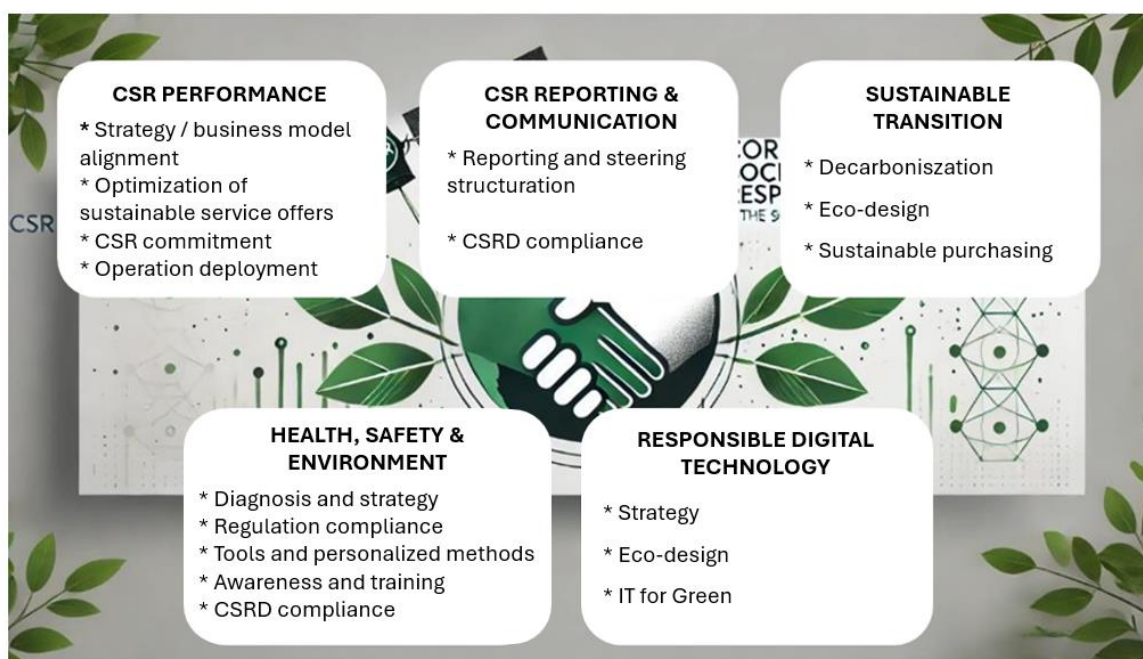 CSR PERFORMANCE
* Strategy / business model
alignment
* Optimization of
sustainable service offers
* CSR commitment
* Operation deployment
CSR REPORTING &
COMMUNICATION
* Reporting and steering
structuration
* CSRD compliance
SUSTAINABLE
TRANSITION
* Decarboniszation
* Eco-design
* Sustainable purchasing
CSR
HEALTH, SAFETY &
ENVIRONMENT
* Diagnosis and strategy
* Regulation compliance
* Tools and personalized methods
* Awareness and training
* CSRD compliance
RESPONSIBLE DIGITAL
TECHNOLOGY
* Strategy
* Eco-design
* IT for Green